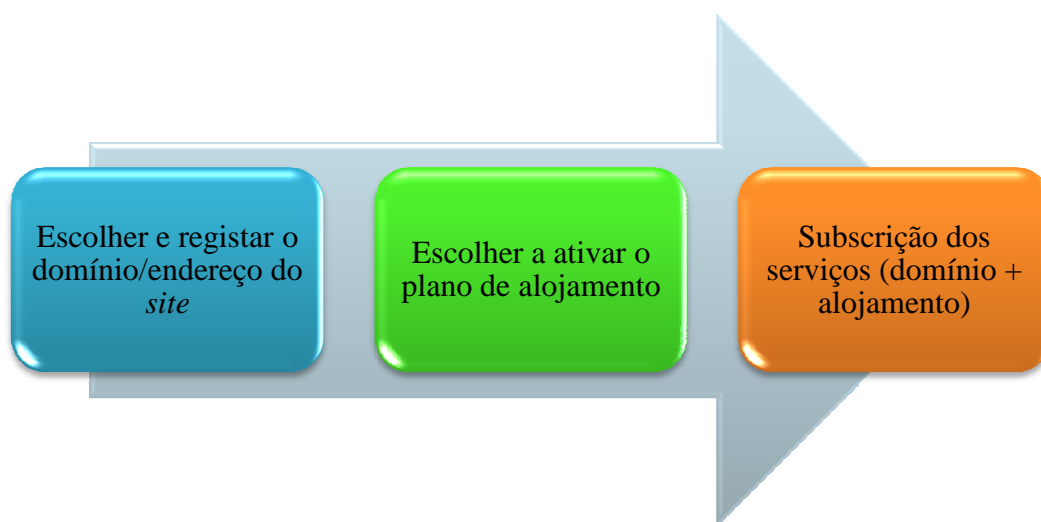 Escolher e registar o
domínio/endereço do
site
Escolher a ativar o
plano de alojamento
Subscrição dos
serviços (domínio +
alojamento)